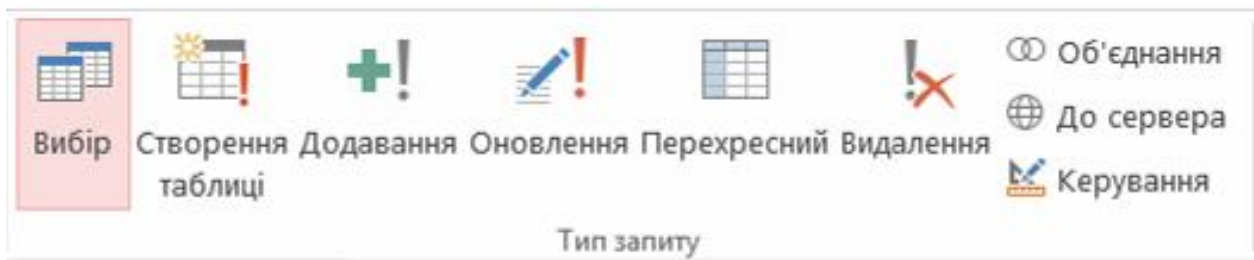 Вибір
Створення
таблиці
Додавання
Оновлення
Перехресний
Видалення
Об'єднання
До сервера
Керування
Тип запиту